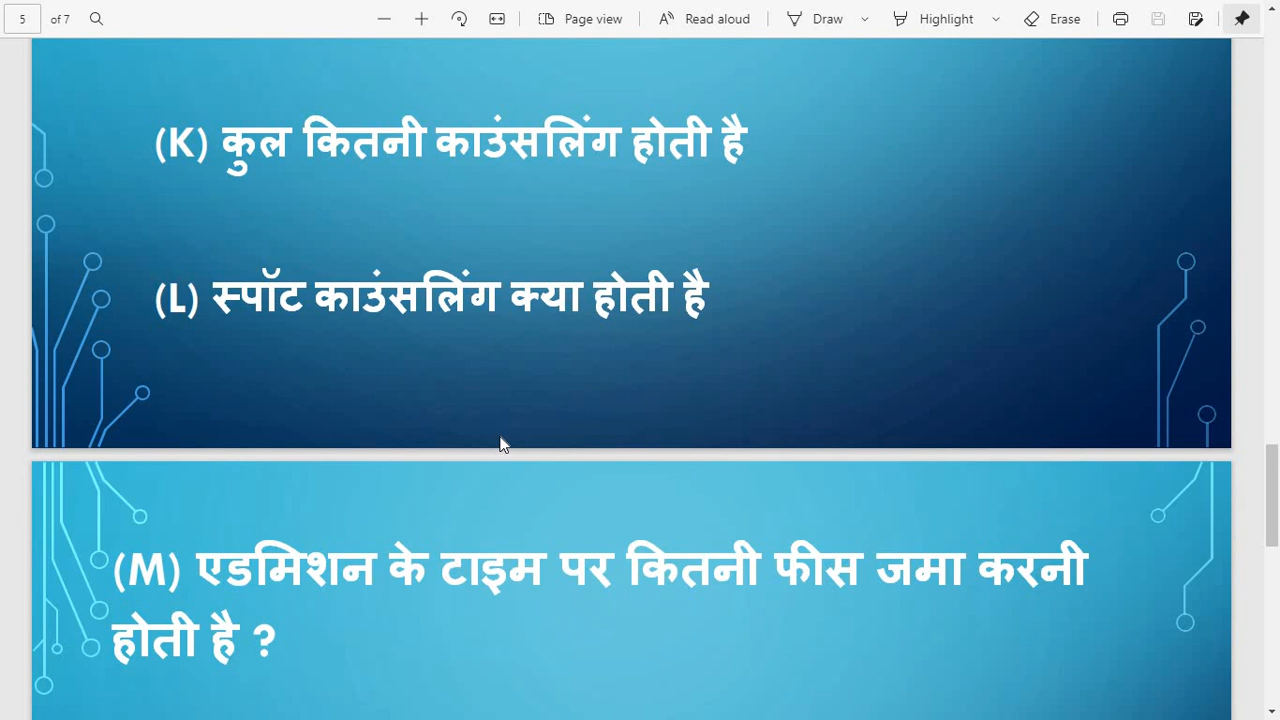 5 of 7 Page view Read aloud Draw Highlight Erase
(K) कुल कितनी काउंसलिंग होती है
(L) स्पॉट काउंसलिंग क्या होती है
(M) एडमिशन के टाइम पर कितनी फीस जमा करनी
होती है ?